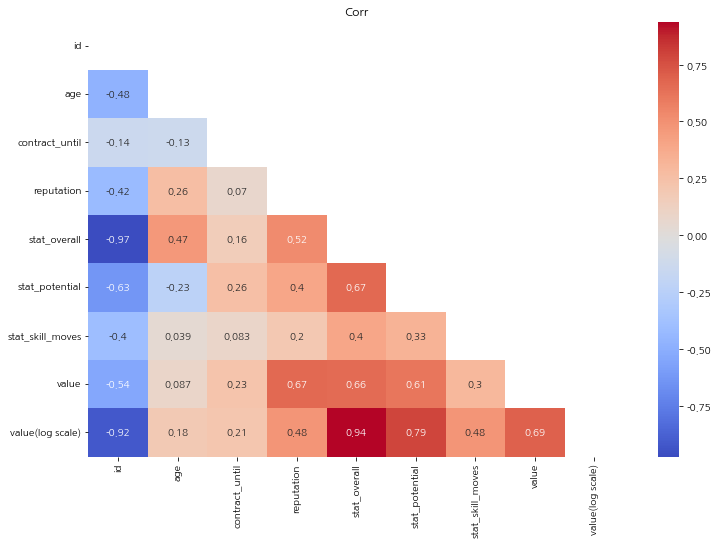 Corr
id
age
-0,48
contract_until
-0,14 -0,13
reputation
-0,42 0,26 0,07
stat_overall
-0,97 0,47 0,16 0,52
stat_potential
-0,63 -0,23 0,26 0,4 0,67
stat_skill_moves
-0,4 0,039 0,083 0,2 0,4 0,33
value
-0,54 0,087 0,23 0,67 0,66 0,61 0,3
value(log scale)
-0,92 0,18 0,21 0,48 0,94 0,79 0,48 0,69
id
age
contract_until
reputation
stat_overall
stat_potential
stat_skill_moves
value
value(log scale)
0,75
0,50
0,25
0,00
-0,25
-0,50
-0,75